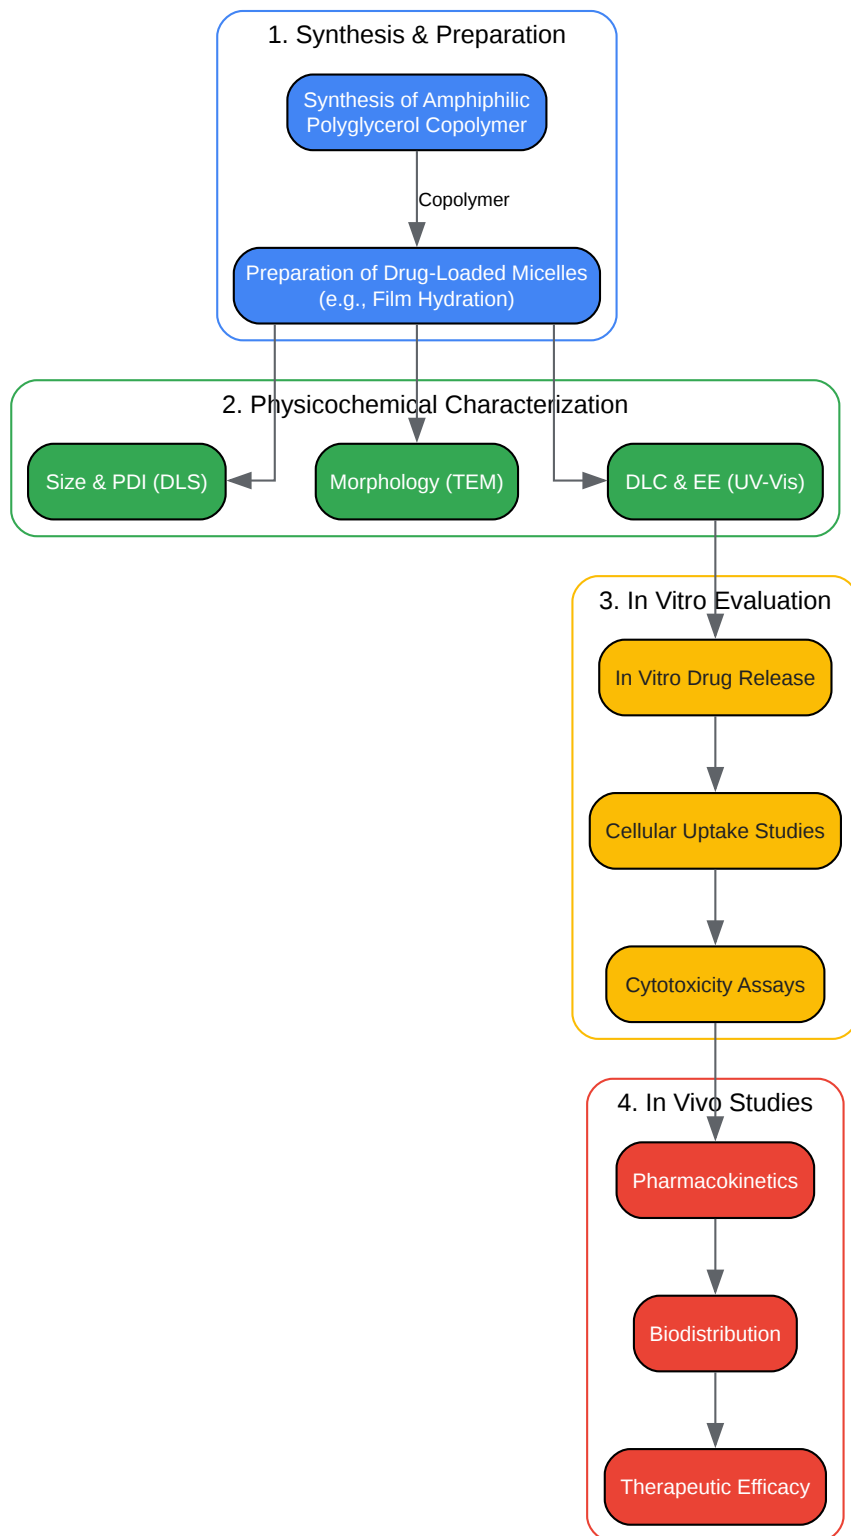 1. Synthesis & Preparation
Synthesis of Amphiphilic
Polyglycerol Copolymer
Copolymer
Preparation of Drug-Loaded Micelles
(e.g., Film Hydration)
2. Physicochemical Characterization
Size & PDI (DLS)
Morphology (TEM)
DLC & EE (UV-Vis)
3. In Vitro Evaluation
In Vitro Drug Release
Cellular Uptake Studies
Cytotoxicity Assays
4. In Vivo Studies
Pharmacokinetics
Biodistribution
Therapeutic Efficacy